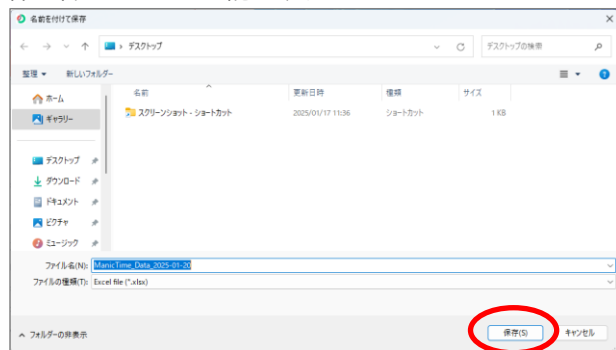 名前を付けて保存
デスクトップ
デスクトップの検索
整理 新しいフォルダー
名前 更新日時 種類 サイズ
ホーム
ギャラリー
スクリーンショット - ショートカット 2025/01/17 11:36 ショートカット 1 KB
デスクトップ
ダウンロード
ドキュメント
ピクチャ
ミュージック
ファイル名(N): ManicTime_Data_2025-01-20
ファイルの種類(T): Excel file (*.xlsx)
フォルダーの非表示
保存(S) キャンセル